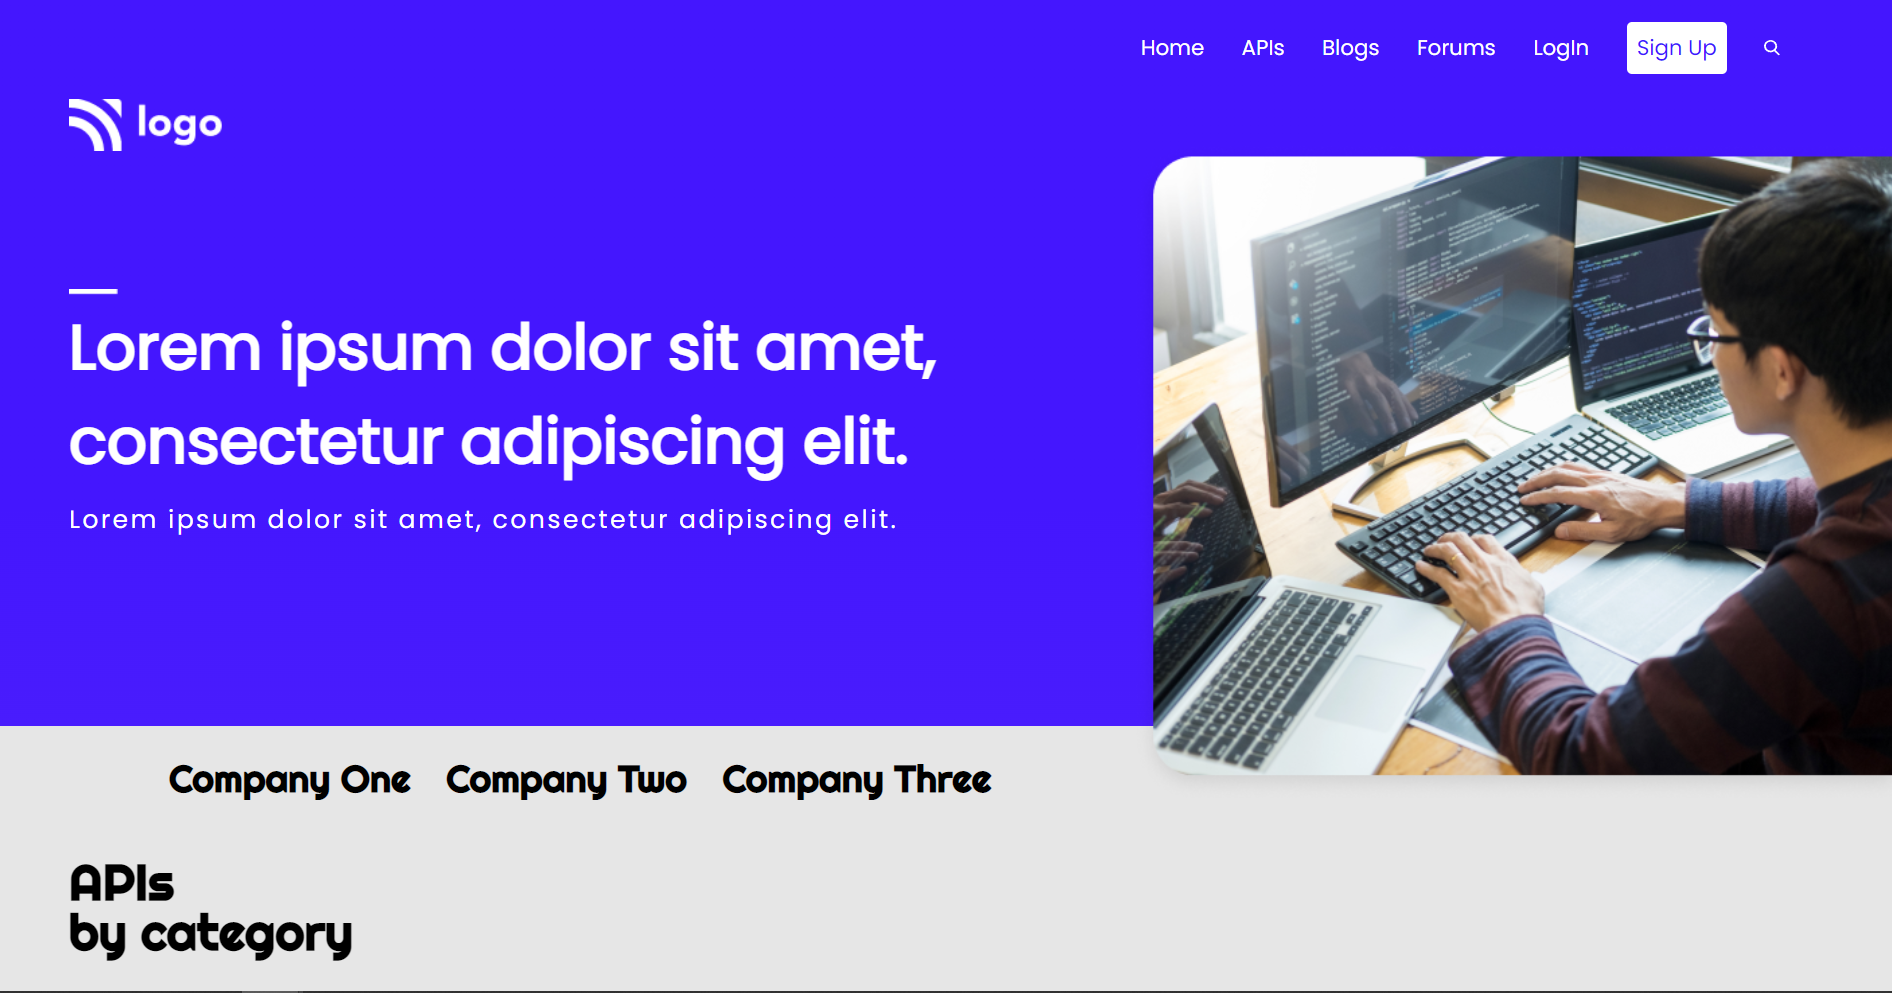 Home APIs Blogs Forums LogIn Sign Up
logo
Lorem ipsum dolor sit amet,
consectetur adipiscing elit.
Lorem ipsum dolor sit amet, consectetur adipiscing elit.
Company One Company Two Company Three
APIs
by category